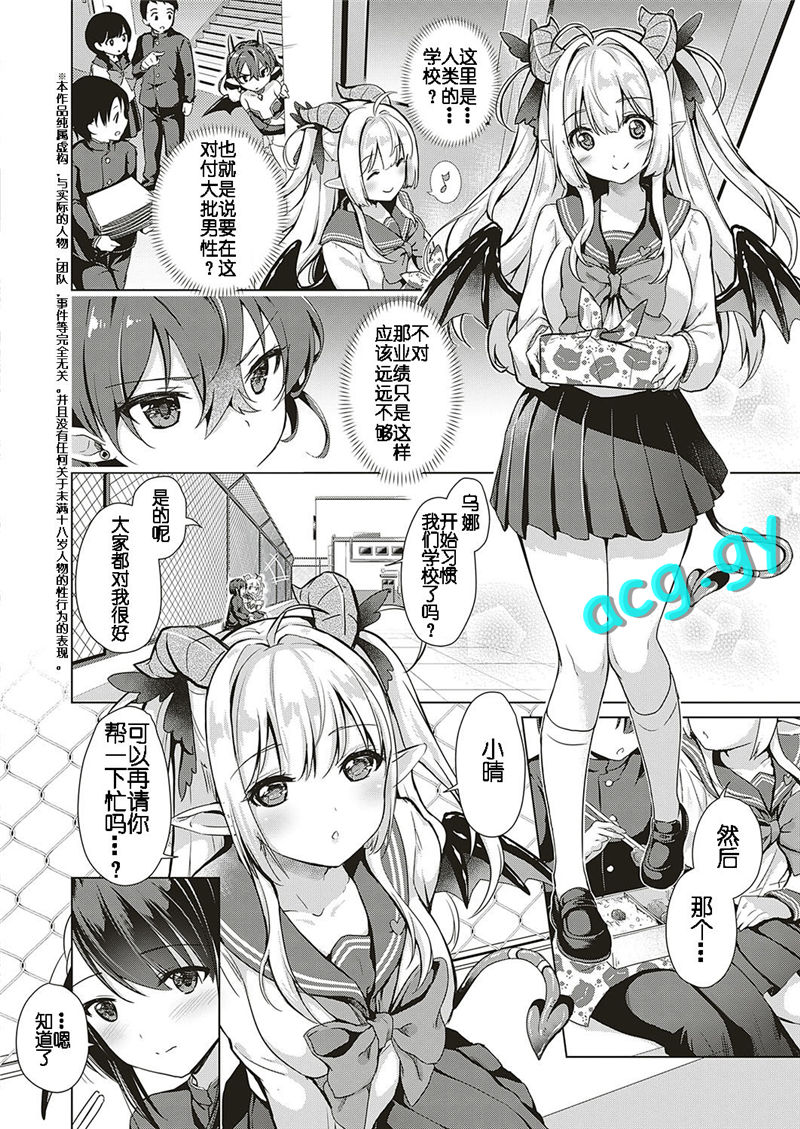 这里是
人类的
学校？
…
也就是说要在这
对付大批男性？
♪
不对
那业绩只是这样
应该远远不够
乌娜
开始习惯
我们学校了吗？
是的呢
大家都对我很好
然后
那个…
小晴
可以再请你
帮一下忙吗…？
…嗯
知道了
※本作品纯属虚构，与实际的人物，团队，事件等完全无关。并且没有任何关于未满十八岁人物的性行为的表现。
acg.gy